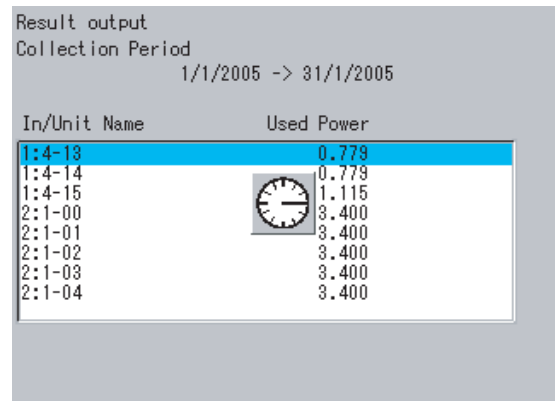 Result output
Collection Period
1/1/2005 -> 31/1/2005
In/Unit Name Used Power
1:4-13 0.779
1:4-14 0.779
1:4-15 1.115
2:1-00 3.400
2:1-01 3.400
2:1-02 3.400
2:1-03 3.400
2:1-04 3.400